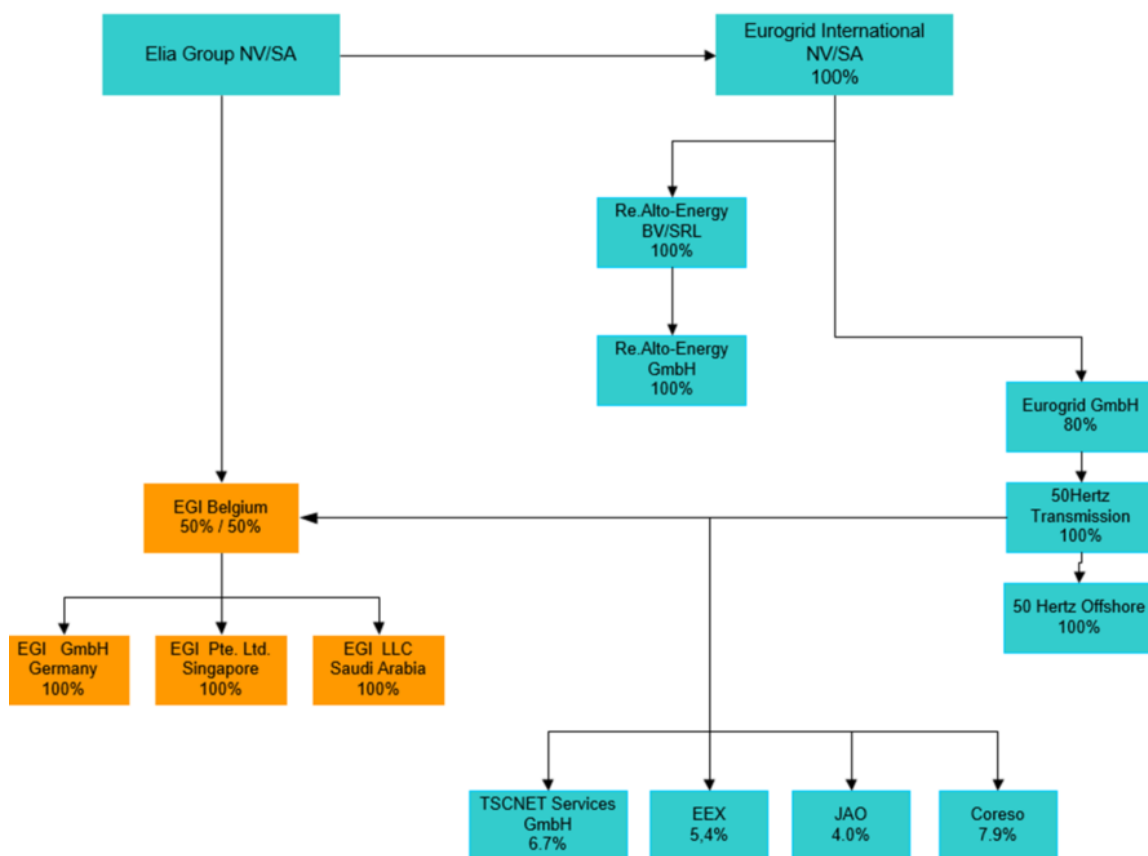 Elia Group NV/SA
Eurogrid International
NV/SA
100%
Re.Alto-Energy
BV/SRL
100%
Re.Alto-Energy
GmbH
100%
Eurogrid GmbH
80%
EGI Belgium
50% / 50%
50Hertz
Transmission
100%
50 Hertz Offshore
100%
EGI GmbH
Germany
100%
EGI Pte. Ltd.
Singapore
100%
EGI LLC
Saudi Arabia
100%
TSCNET Services
GmbH
6.7%
EEX
5,4%
JAO
4.0%
Coreso
7.9%